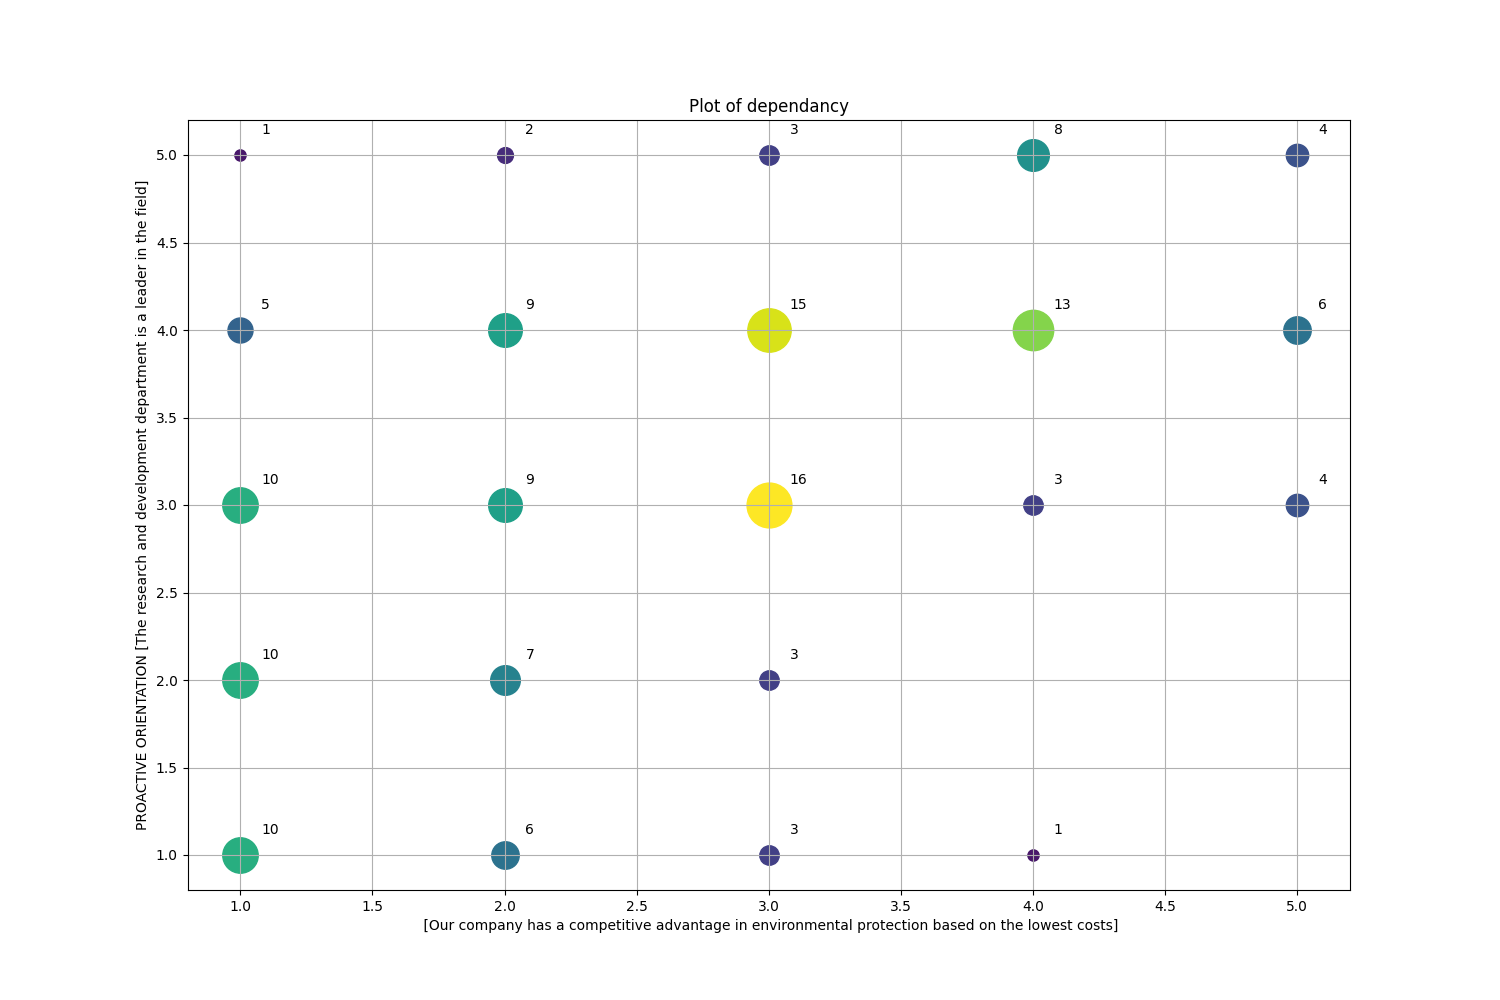 Plot of dependancy
1 2 3 8 4
5.0
4.5
5 9 15 13 6
4.0
3.5
10 9 16 3 4
3.0
2.5
10 7 3
2.0
1.5
10 6 3 1
1.0
PROACTIVE ORIENTATION [The research and development department is a leader in the field]
1.0 1.5 2.0 2.5 3.0 3.5 4.0 4.5 5.0
[Our company has a competitive advantage in environmental protection based on the lowest costs]